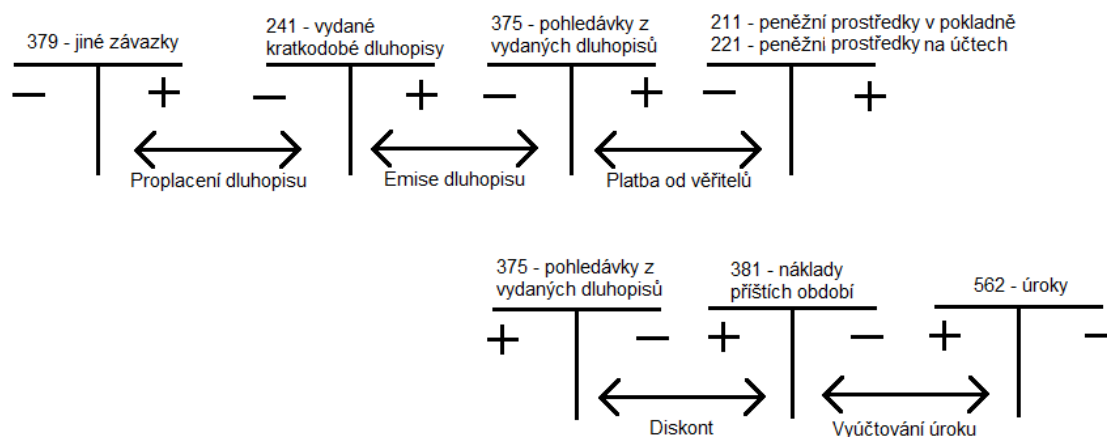 379 - jiné závazky
241 - vydané
kratkodobé dluhopisy
375 - pohledávky z
vydaných dluhopisů
211 - peněžní prostředky v pokladně
221 - peněžni prostředky na účtech
− + − + − + − +
Proplacení dluhopisu
Emise dluhopisu
Platba od věřitelů
375 - pohledávky z
vydaných dluhopisů
381 - náklady
příštích období
562 - úroky
+ − + − + −
Diskont
Vyúčtování úroku